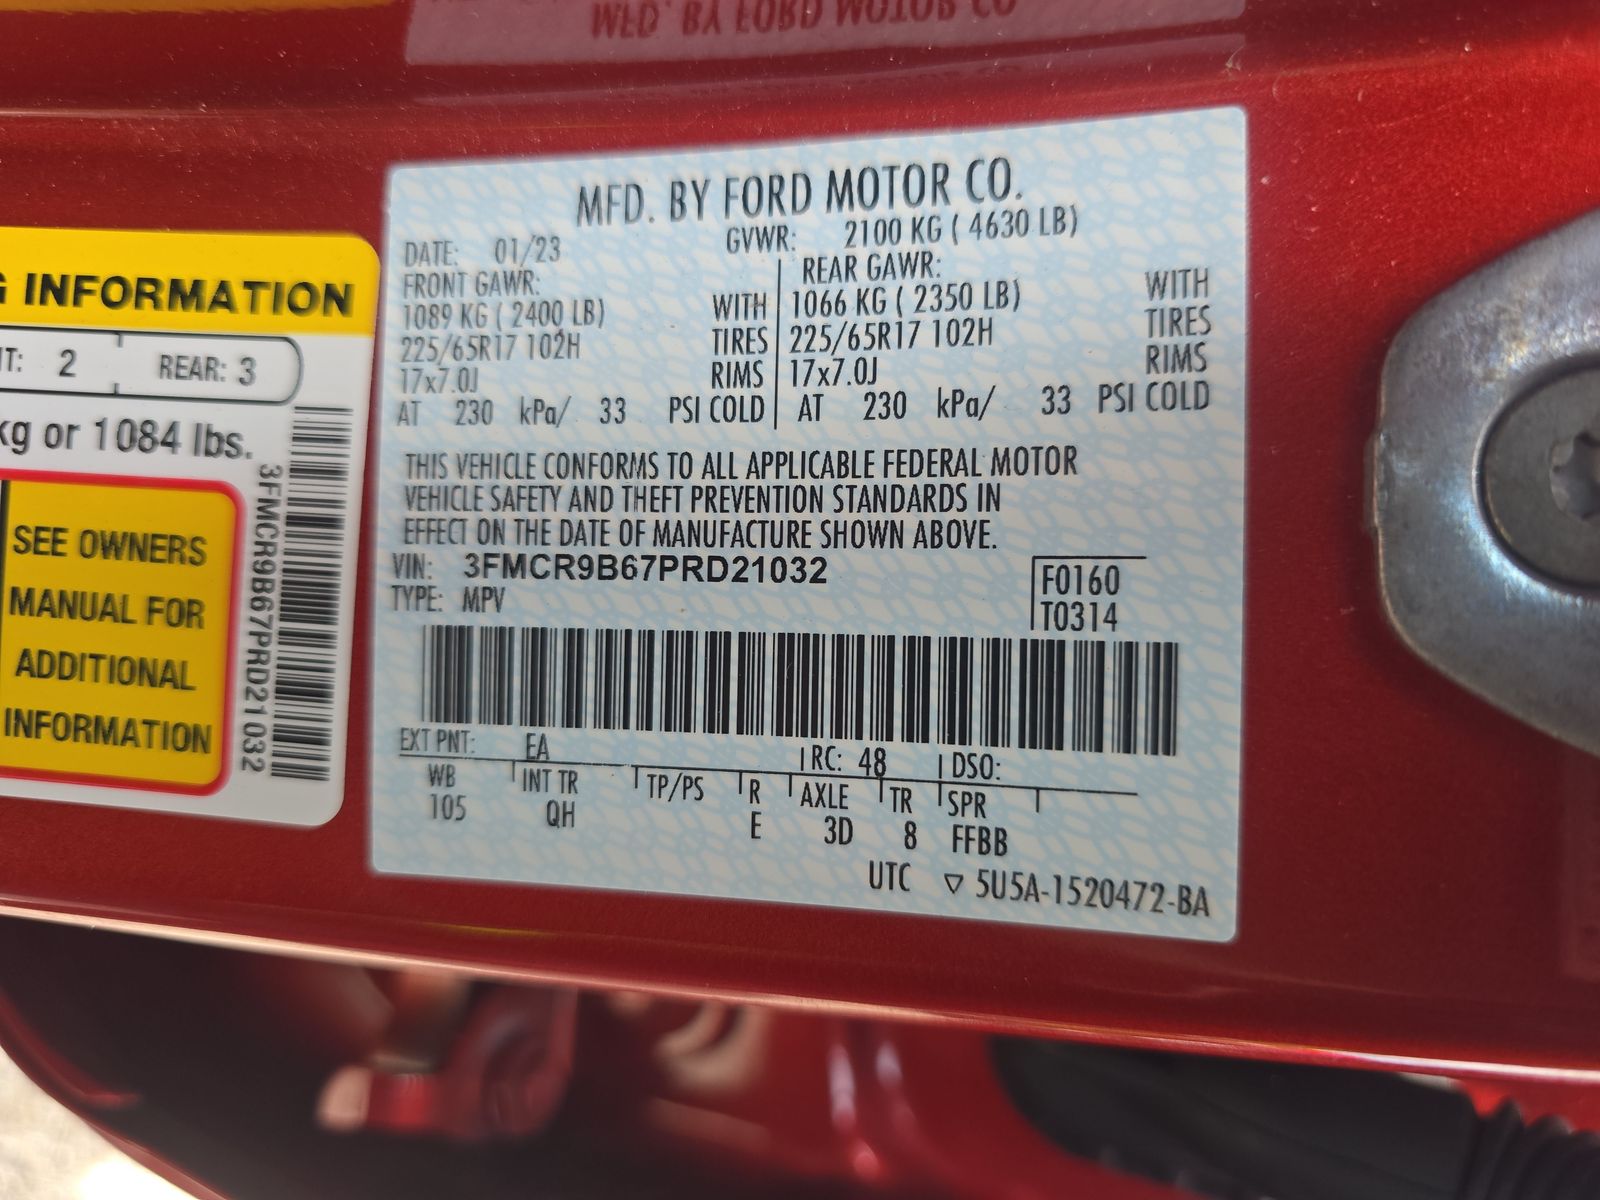 MFD. BY FORD MOTOR CO
MFD. BY FORD MOTOR CO.
DATE: 01/23 GVWR: 2100 KG ( 4630 LB)
FRONT GAWR: REAR GAWR:
1089 KG ( 2400 LB) WITH 1066 KG ( 2350 LB) WITH
225/65R17 102H TIRES 225/65R17 102H TIRES
17x7.0J RIMS 17x7.0J RIMS
AT 230 kPa/ 33 PSI COLD AT 230 kPa/ 33 PSI COLD
THIS VEHICLE CONFORMS TO ALL APPLICABLE FEDERAL MOTOR
VEHICLE SAFETY AND THEFT PREVENTION STANDARDS IN
EFFECT ON THE DATE OF MANUFACTURE SHOWN ABOVE.
VIN: 3FMCR9B67PRD21032
TYPE: MPV
F0160
T0314
EXT PNT: EA RC: 48 DSO:
WB INT TR TP/PS R AXLE TR SPR
105 QH E 3D 8 FFBB
UTC ▽ 5U5A-1520472-BA
INFORMATION
2 REAR: 3
kg or 1084 lbs.
SEE OWNERS
MANUAL FOR
ADDITIONAL
INFORMATION
3FMCR9B67PRD21032